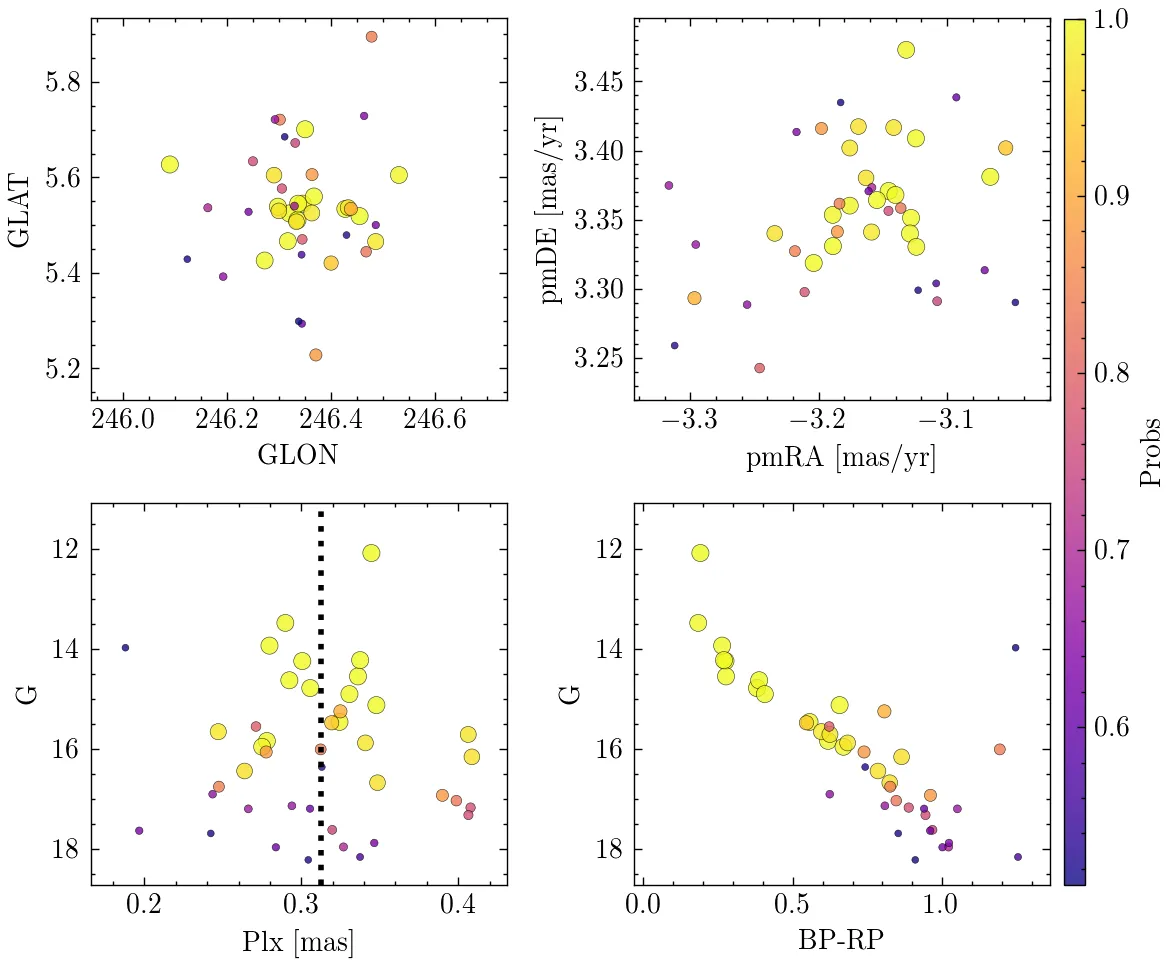 5.8
5.6
5.4
5.2
GLAT
246.0 246.2 246.4 246.6
GLON
3.45
3.40
3.35
3.30
3.25
pmDE [mas/yr]
−3.3 −3.2 −3.1
pmRA [mas/yr]
12
14
16
18
G
0.2 0.3 0.4
Plx [mas]
12
14
16
18
G
0.0 0.5 1.0
BP-RP
1.0
0.9
0.8
0.7
0.6
Probs